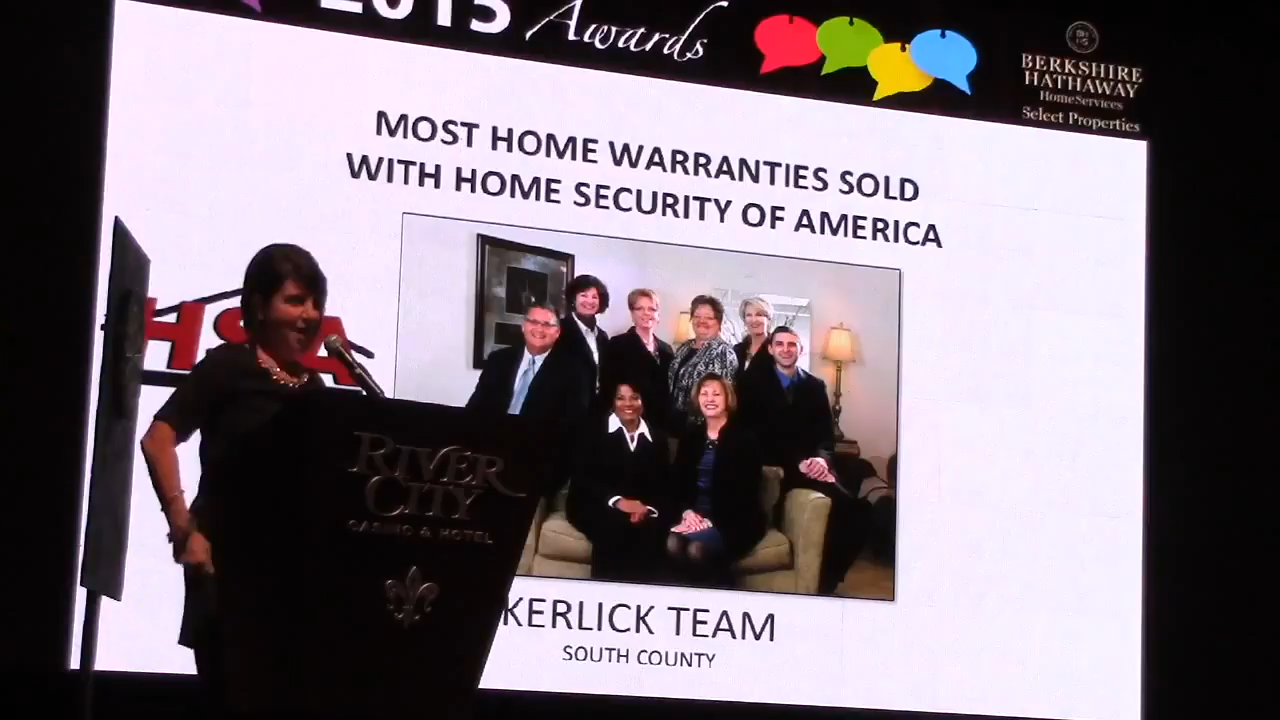 2015 Awards
BERKSHIRE
HATHAWAY
HomeServices
Select Properties
MOST HOME WARRANTIES SOLD
WITH HOME SECURITY OF AMERICA
HSA
RIVER
CITY
CASINO & HOTEL
KERLICK TEAM
SOUTH COUNTY